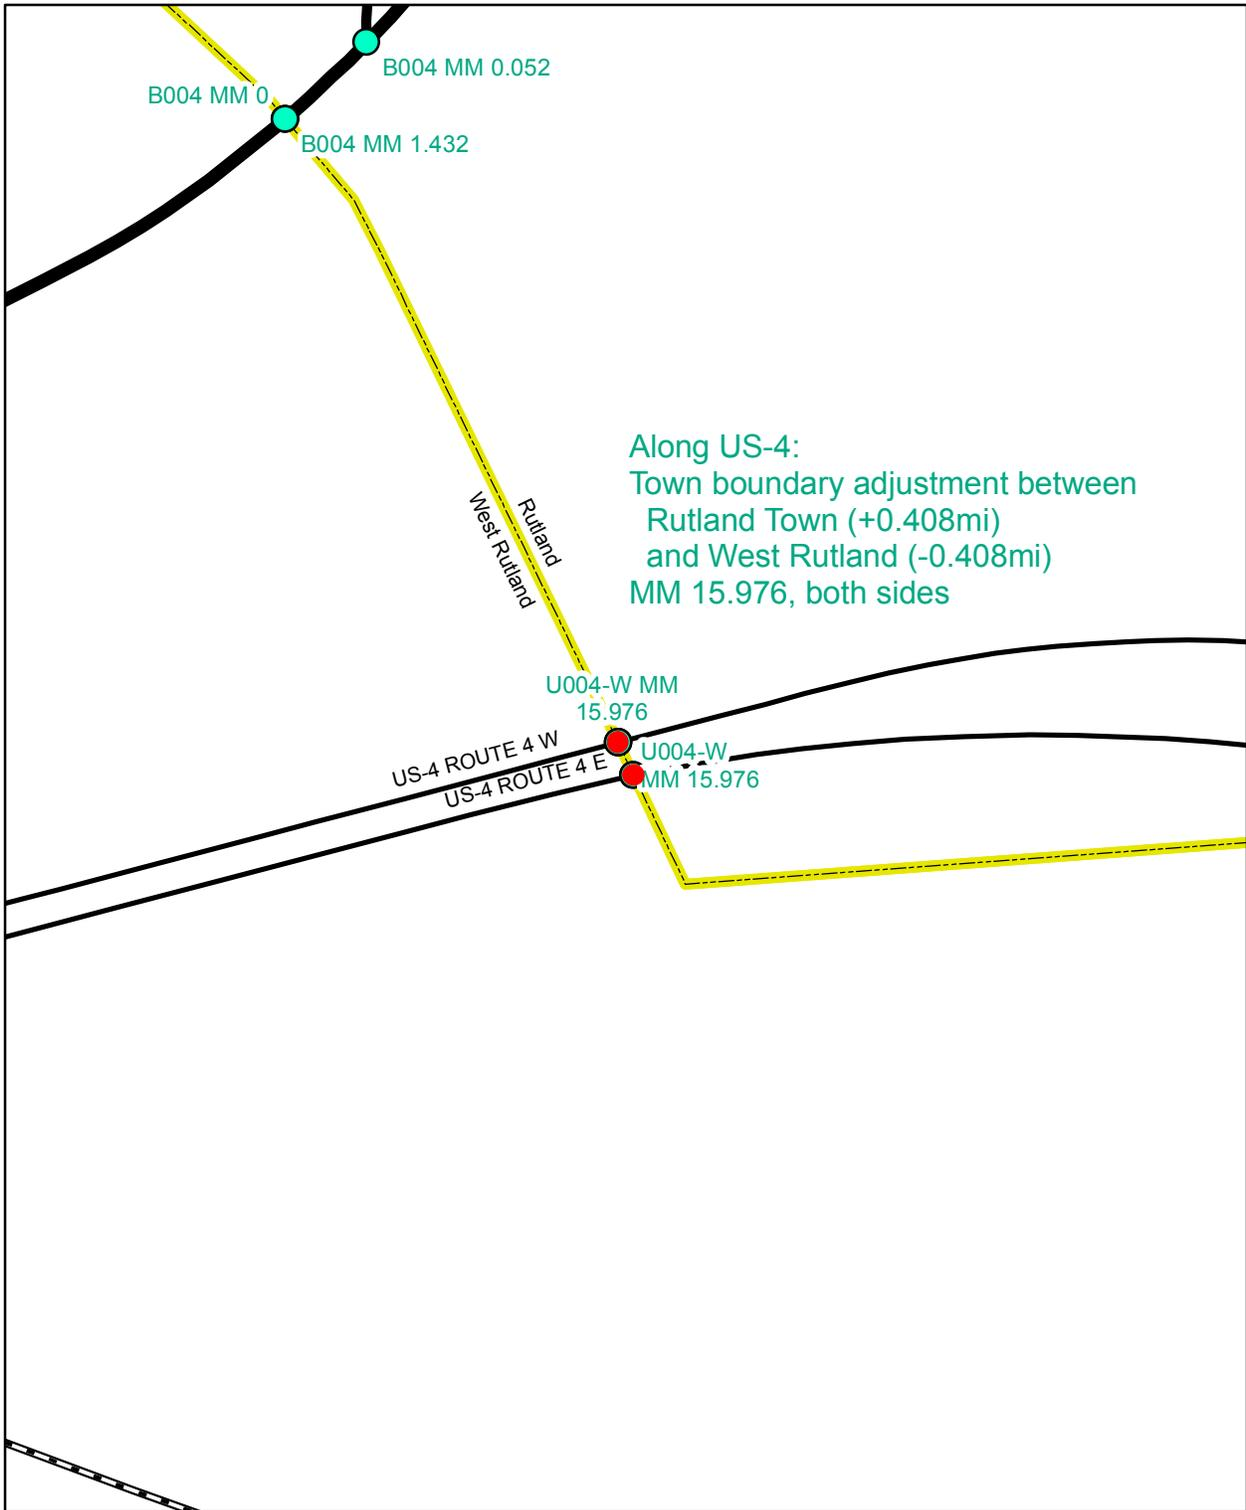 B004 MM 0.052
B004 MM 0
B004 MM 1.432
Along US-4:
Town boundary adjustment between
Rutland Town (+0.408mi)
and West Rutland (-0.408mi)
MM 15.976, both sides
Rutland
West Rutland
U004-W MM
15.976
US-4 ROUTE 4 W
U004-W
MM 15.976
US-4 ROUTE 4 E